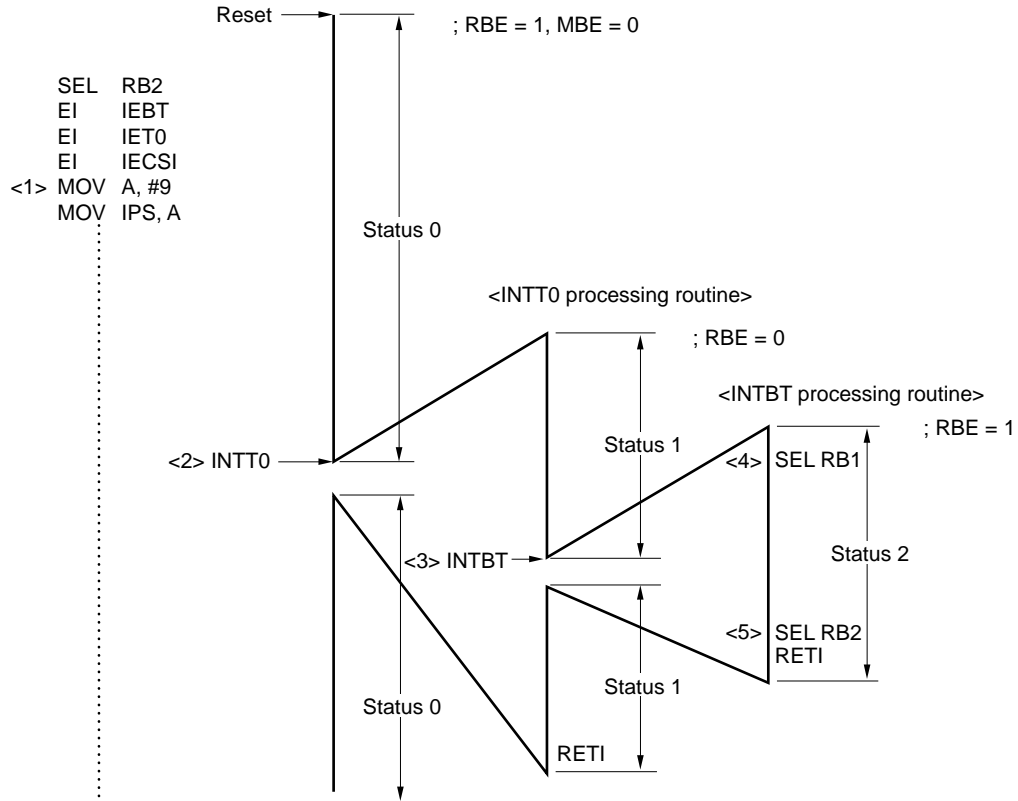 Reset
; RBE = 1, MBE = 0
SEL RB2
EI IEBT
EI IET0
EI IECSI
<1> MOV A, #9
MOV IPS, A
Status 0
<INTT0 processing routine>
; RBE = 0
<INTBT processing routine>
; RBE = 1
Status 1
<2> INTT0
<4> SEL RB1
<3> INTBT
Status 2
<5> SEL RB2
RETI
Status 1
Status 0
RETI